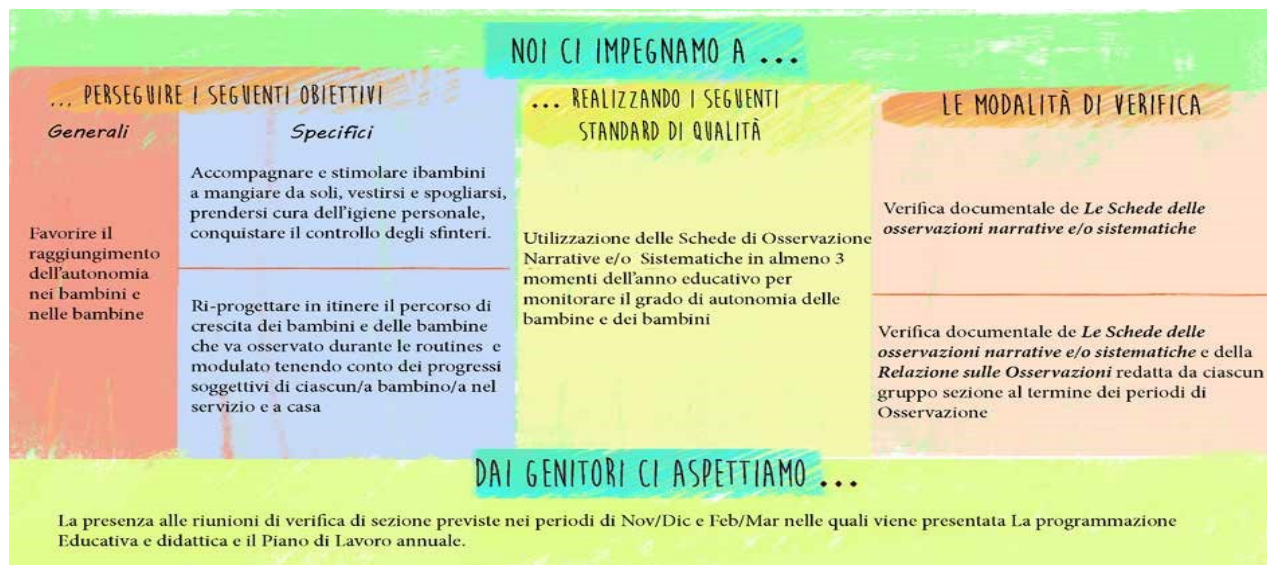 NOI CI IMPEGNAMO A ...
... PERSEGUIRE I SEGUENTI OBIETTIVI
Generali
Specifici
Favorire il
raggiungimento
dell'autonomia
nei bambini e
nelle bambine
Accompagnare e stimolare ibambini
a mangiare da soli, vestirsi e spogliarsi,
prendersi cura dell'igiene personale,
conquistare il controllo degli sfinteri.
Ri-progettare in itinere il percorso di
crescita dei bambini e delle bambine
che va osservato durante le routines e
modulato tenendo conto dei progressi
soggettivi di ciascun/a bambino/a nel
servizio e a casa
... REALIZZANDO I SEGUENTI
STANDARD DI QUALITÀ
Utilizzazione delle Schede di Osservazione
Narrative e/o Sistematiche in almeno 3
momenti dell'anno educativo per
monitorare il grado di autonomia delle
bambine e dei bambini
LE MODALITÀ DI VERIFICA
Verifica documentale de Le Schede delle
osservazioni narrative e/o sistematiche
Verifica documentale de Le Schede delle
osservazioni narrative e/o sistematiche e della
Relazione sulle Osservazioni redatta da ciascun
gruppo sezione al termine dei periodi di
Osservazione
DAI GENITORI CI ASPETTIAMO ...
La presenza alle riunioni di verifica di sezione previste nei periodi di Nov/Dic e Feb/Mar nelle quali viene presentata La programmazione
Educativa e didattica e il Piano di Lavoro annuale.